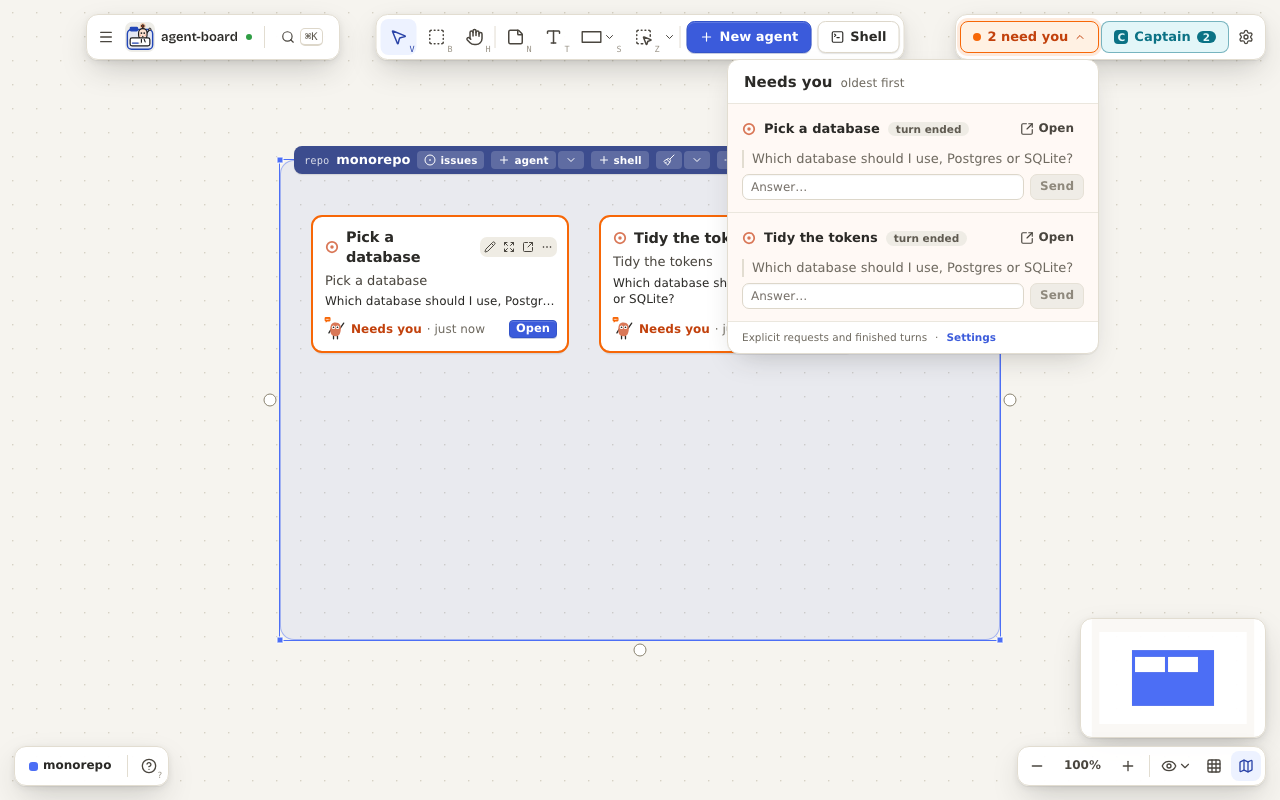 agent-board
⌘K
V
B
H
N
T
S
Z
New agent
Shell
2 need you
C Captain 2
Needs you oldest first
Pick a database turn ended Open
Which database should I use, Postgres or SQLite?
Answer… Send
Tidy the tokens turn ended Open
Which database should I use, Postgres or SQLite?
Answer… Send
Explicit requests and finished turns · Settings
repo monorepo issues + agent + shell
Pick a
database
Pick a database
Which database should I use, Postgr…
Needs you · just now Open
Tidy the tok
Tidy the tokens
Which database sh
or SQLite?
Needs you · j
monorepo
?
100%